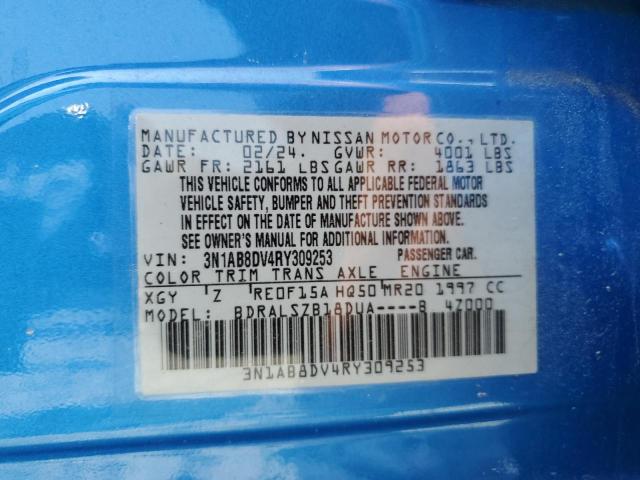 MANUFACTURED BY NISSAN MOTOR CO., LTD.
DATE: 02/24. GVWR: 4001 LBS
GAWR FR: 2161 LBS GAWR RR: 1863 LBS
THIS VEHICLE CONFORMS TO ALL APPLICABLE FEDERAL MOTOR
VEHICLE SAFETY, BUMPER AND THEFT PREVENTION STANDARDS
IN EFFECT ON THE DATE OF MANUFACTURE SHOWN ABOVE.
SEE OWNER'S MANUAL FOR ADDITIONAL INFORMATION.
VIN: 3N1AB8DV4RY309253 PASSENGER CAR.
COLOR TRIM TRANS AXLE ENGINE
XGY Z RE0F15A HQ50 MR20 1997 CC
MODEL: BDRALSZB18DUA----B 47000
3N1AB8DV4RY309253